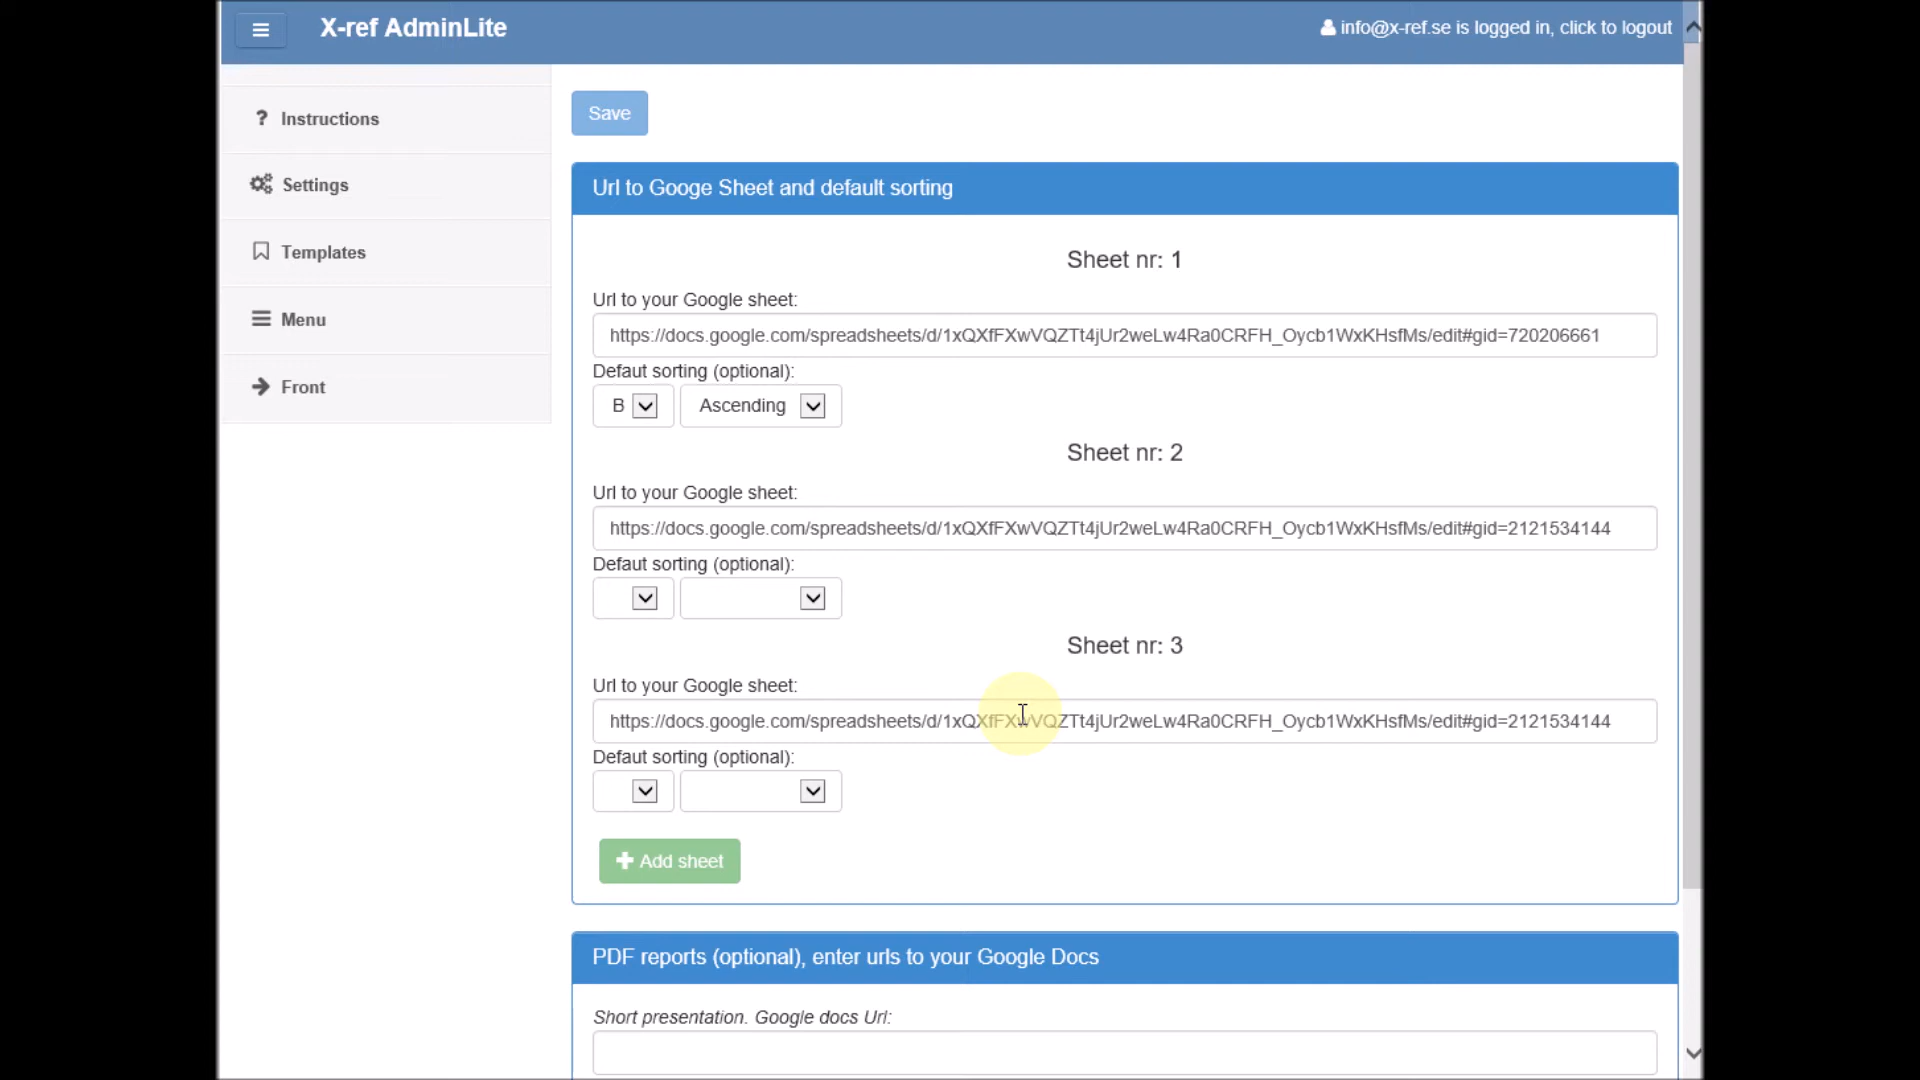 X-ref AdminLite
info@x-ref.se is logged in, click to logout
Instructions
Settings
Templates
Menu
Front
Save
Url to Googe Sheet and default sorting
Sheet nr: 1
Url to your Google sheet:
https://docs.google.com/spreadsheets/d/1xQXfFXwVQZTt4jUr2weLw4Ra0CRFH_Oycb1WxKHsfMs/edit#gid=720206661
Defaut sorting (optional):
B Ascending
Sheet nr: 2
Url to your Google sheet:
https://docs.google.com/spreadsheets/d/1xQXfFXwVQZTt4jUr2weLw4Ra0CRFH_Oycb1WxKHsfMs/edit#gid=2121534144
Defaut sorting (optional):
Sheet nr: 3
Url to your Google sheet:
https://docs.google.com/spreadsheets/d/1xQXfFXwVQZTt4jUr2weLw4Ra0CRFH_Oycb1WxKHsfMs/edit#gid=2121534144
Defaut sorting (optional):
Add sheet
PDF reports (optional), enter urls to your Google Docs
Short presentation. Google docs Url: